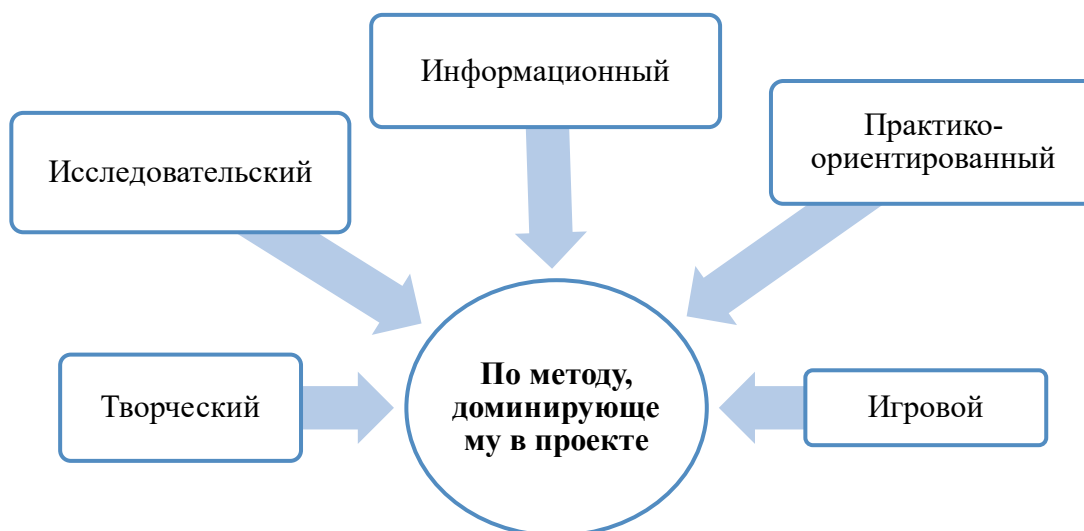 Информационный
Практико-
ориентированный
Исследовательский
Творческий
По методу,
доминирующе
му в проекте
Игровой